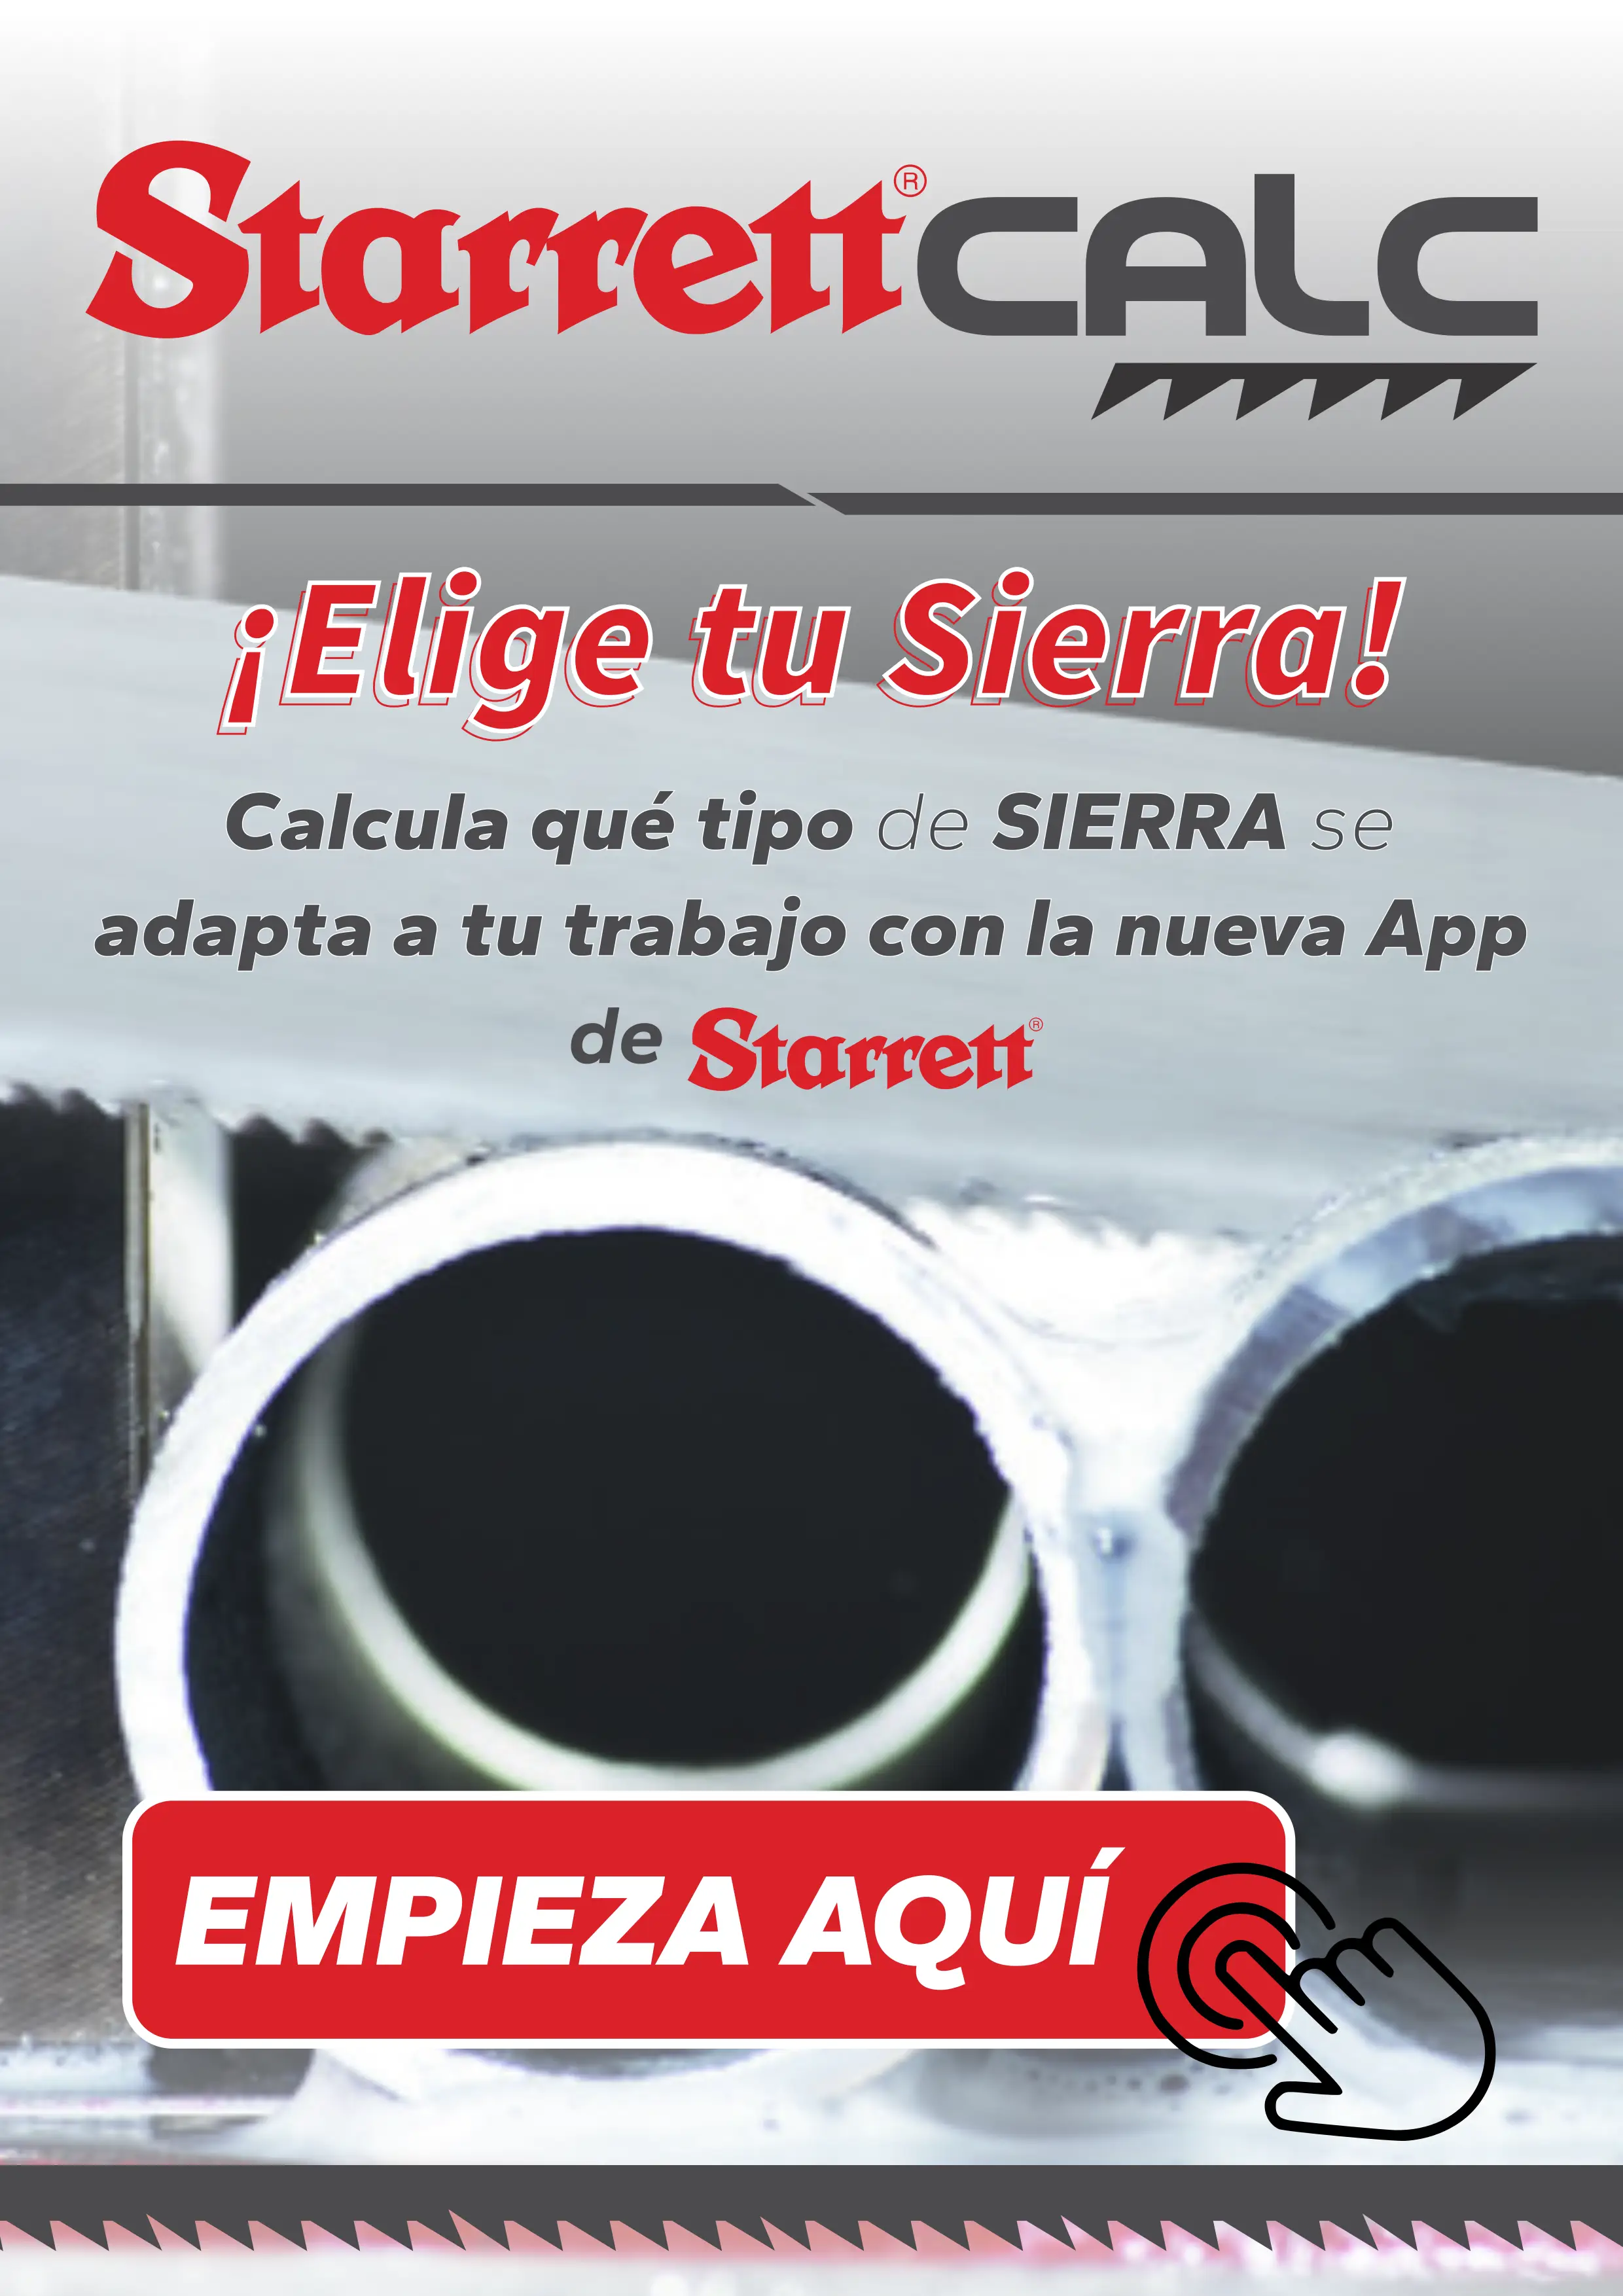 Starrett®CALC
¡Elige tu Sierra!
Calcula qué tipo de SIERRA se
adapta a tu trabajo con la nueva App
de Starrett®
EMPIEZA AQUÍ